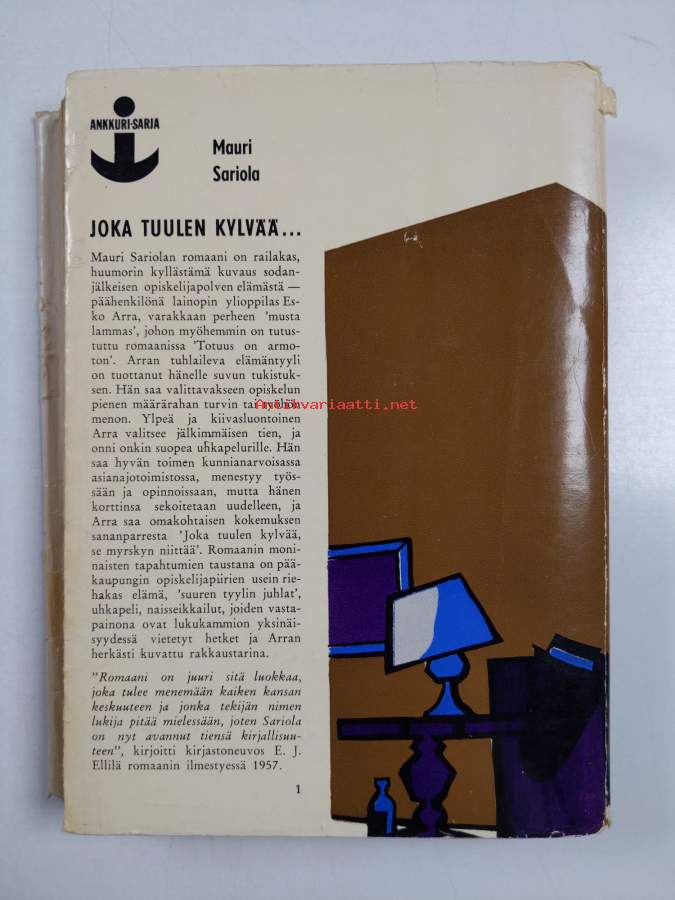 ANKKURI-SARJA
Mauri
Sariola
JOKA TUULEN KYLVÄÄ...
Mauri Sariolan romaani on railakas,
huumorin kyllästämä kuvaus sodan-
jälkeisen opiskelijapolven elämästä —
päähenkilönä lainopin ylioppilas Es-
ko Arra, varakkaan perheen 'musta
lammas', johon myöhemmin on tutus-
tuttu romaanissa 'Totuus on armo-
ton'. Arran tuhlaileva elämäntyyli
on tuottanut hänelle suvun tukistuk-
sen. Hän saa valittavakseen opiskelun
pienen määrärahan turvin tai työhön
Antikvariaatti.net
menon. Ylpeä ja kiivasluontoinen
Arra valitsee jälkimmäisen tien, ja
onni onkin suopea uhkapelurille. Hän
saa hyvän toimen kunnianarvoisassa
asianajotoimistossa, menestyy työs-
sään ja opinnoissaan, mutta hänen
korttinsa sekoitetaan uudelleen, ja
Arra saa omakohtaisen kokemuksen
sananparresta 'Joka tuulen kylvää,
se myrskyn niittää'. Romaanin moni-
naisten tapahtumien taustana on pää-
kaupungin opiskelijapiirien usein rie-
hakas elämä, 'suuren tyylin juhlat',
uhkapeli, naisseikkailut, joiden vasta-
painona ovat lukukammion yksinäi-
syydessä vietetyt hetket ja Arran
herkästi kuvattu rakkaustarina.
"Romaani on juuri sitä luokkaa,
joka tulee menemään kaiken kansan
keskuuteen ja jonka tekijän nimen
lukija pitää mielessään, joten Sariola
on nyt avannut tiensä kirjallisuu-
teen", kirjoitti kirjastoneuvos E. J.
Ellilä romaanin ilmestyessä 1957.
1